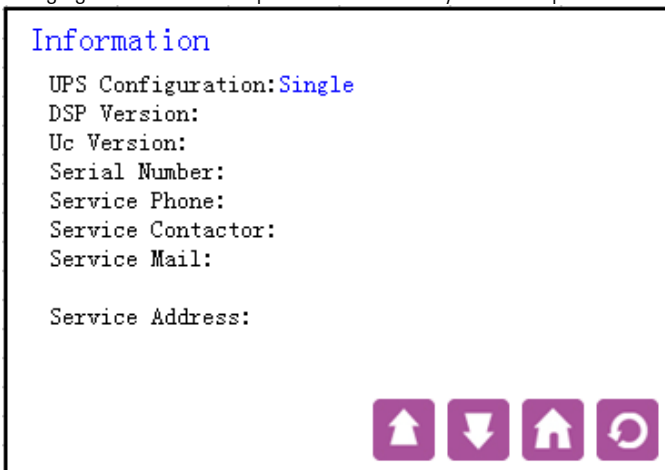 Information
UPS Configuration:Single
DSP Version:
Uc Version:
Serial Number:
Service Phone:
Service Contactor:
Service Mail:
Service Address: